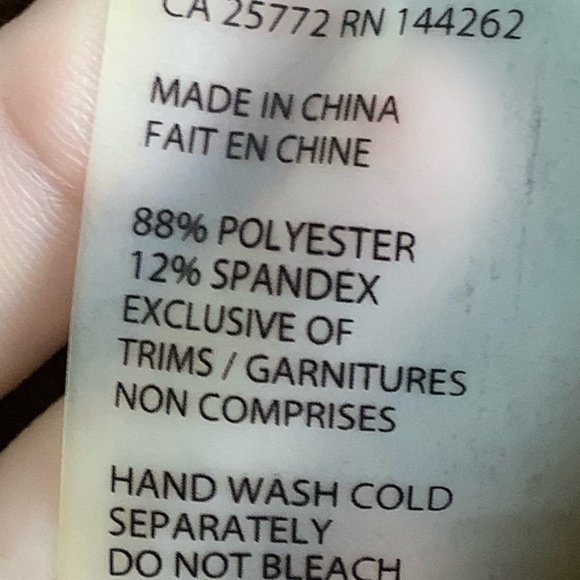 CA 25772 RN 144262
MADE IN CHINA
FAIT EN CHINE
88% POLYESTER
12% SPANDEX
EXCLUSIVE OF
TRIMS / GARNITURES
NON COMPRISES
HAND WASH COLD
SEPARATELY
DO NOT BLEACH